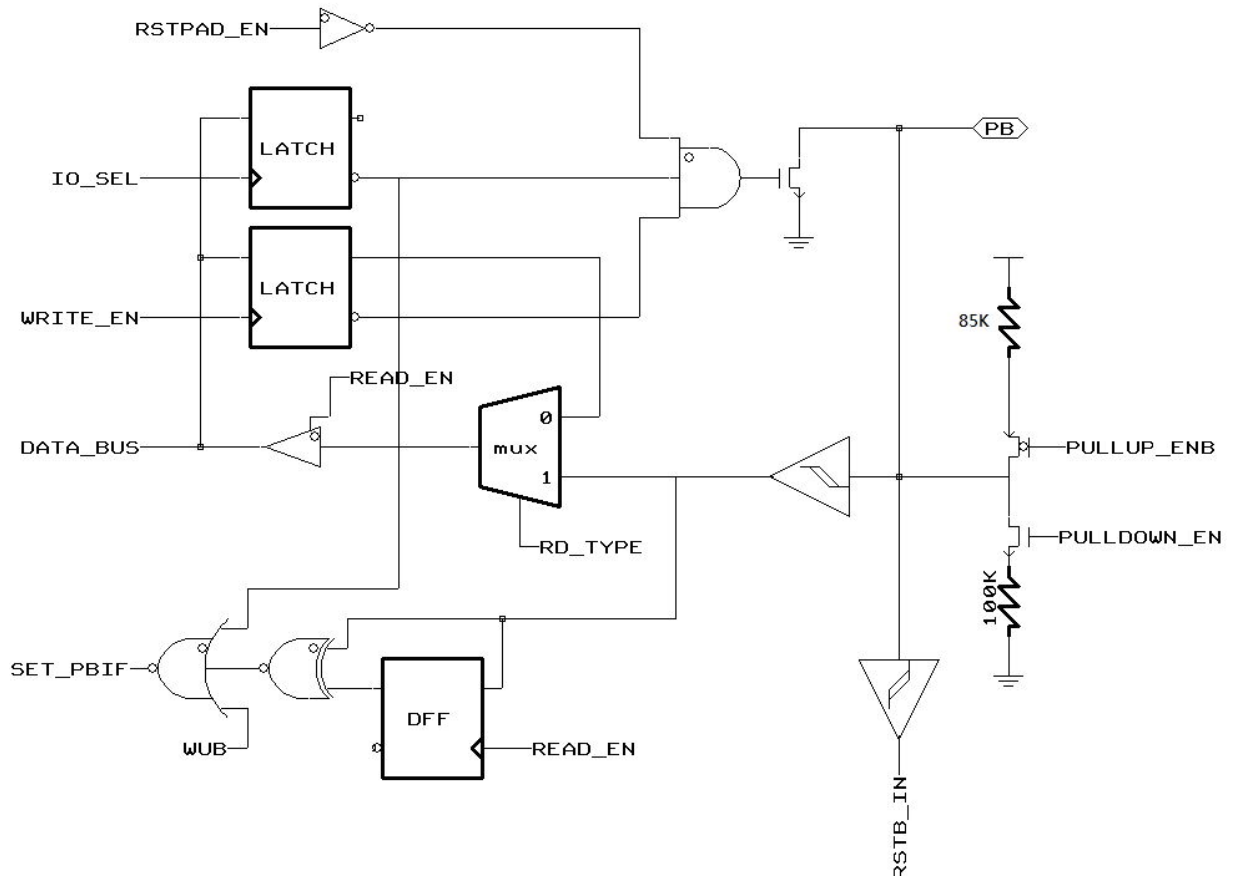 RSTPAD_EN
PB
LATCH
IO_SEL
LATCH
WRITE_EN
85K
READ_EN
0
DATA_BUS
mux
PULLUP_ENB
1
RD_TYPE
PULLDOWN_EN
100K
SET_PBIF
DFF
WUB
READ_EN
RSTB_IN